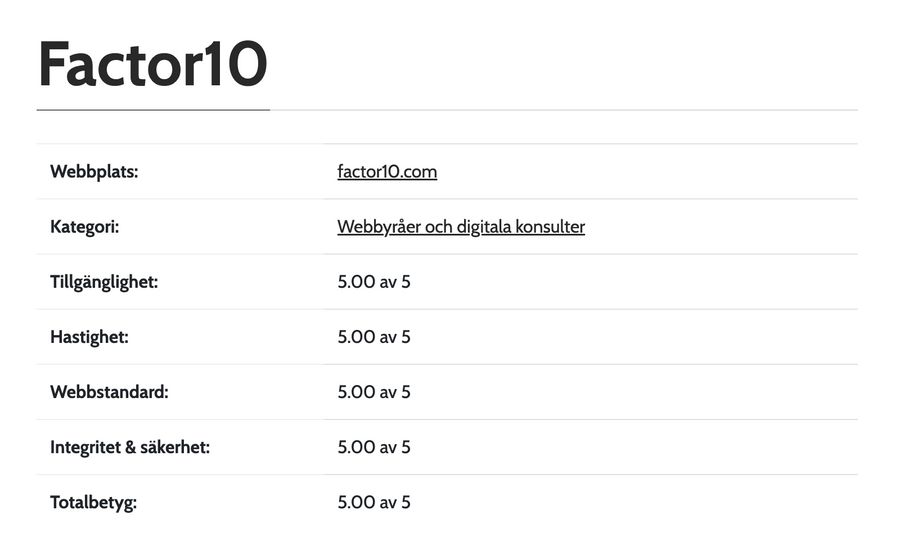 Factor10
Webbplats: factor10.com
Kategori: Webbyråer och digitala konsulter
Tillgänglighet: 5.00 av 5
Hastighet: 5.00 av 5
Webbstandard: 5.00 av 5
Integritet & säkerhet: 5.00 av 5
Totalbetyg: 5.00 av 5